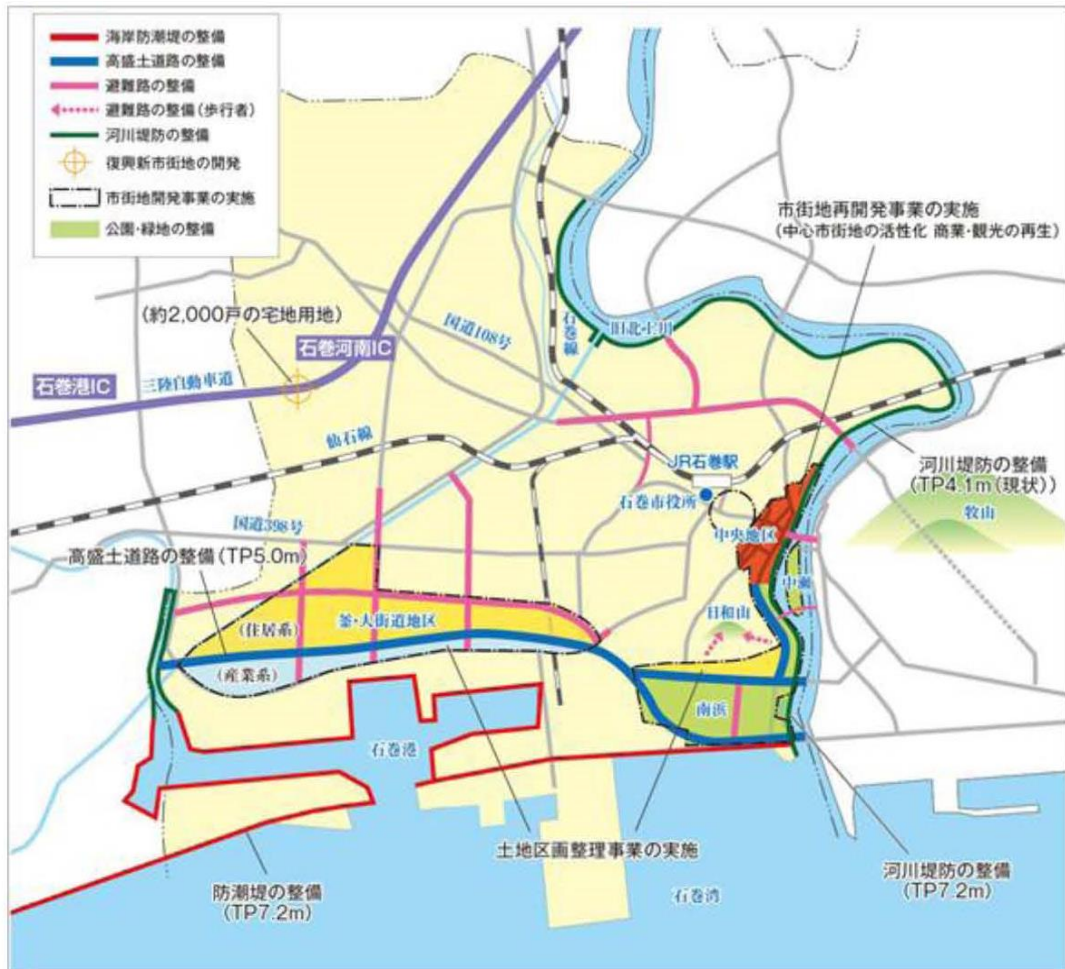 海岸防潮堤の整備
高盛土道路の整備
避難路の整備
避難路の整備(歩行者)
河川堤防の整備
復興新市街地の開発
市街地開発事業の実施
公園・緑地の整備
市街地再開発事業の実施
(中心市街地の活性化 商業・観光の再生)
(約2,000戸の宅地用地)
国道108号
石巻線
旧北上川
石巻河南IC
石巻港IC
三陸自動車道
仙石線
JR石巻駅
石巻市役所
河川堤防の整備
(TP4.1m(現状))
牧山
国道398号
中央地区
高盛土道路の整備(TP5.0m)
中瀬
日和山
(住居系)
釜・大街道地区
(産業系)
南浜
石巻港
土地区画整理事業の実施
防潮堤の整備
(TP7.2m)
石巻湾
河川堤防の整備
(TP7.2m)